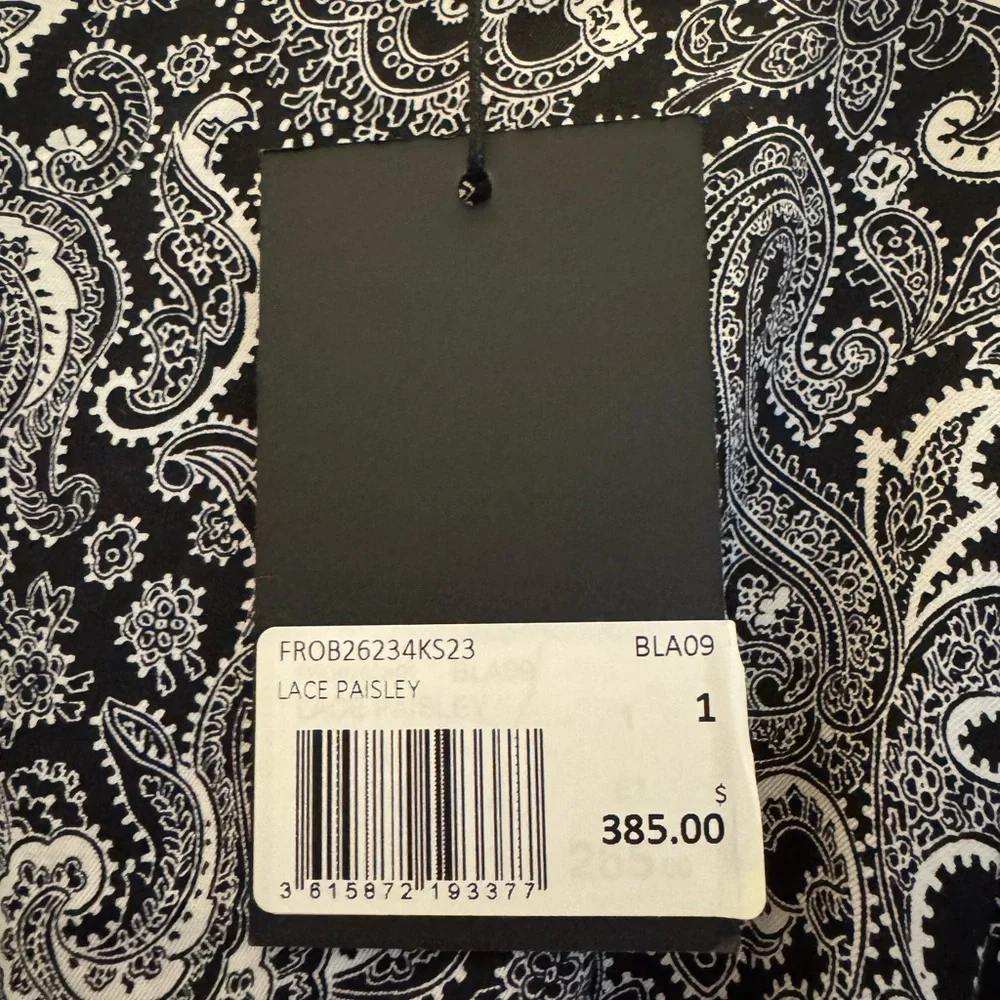 FROB26234KS23 BLA09
LACE PAISLEY
1
$
385.00
3 615872 193377